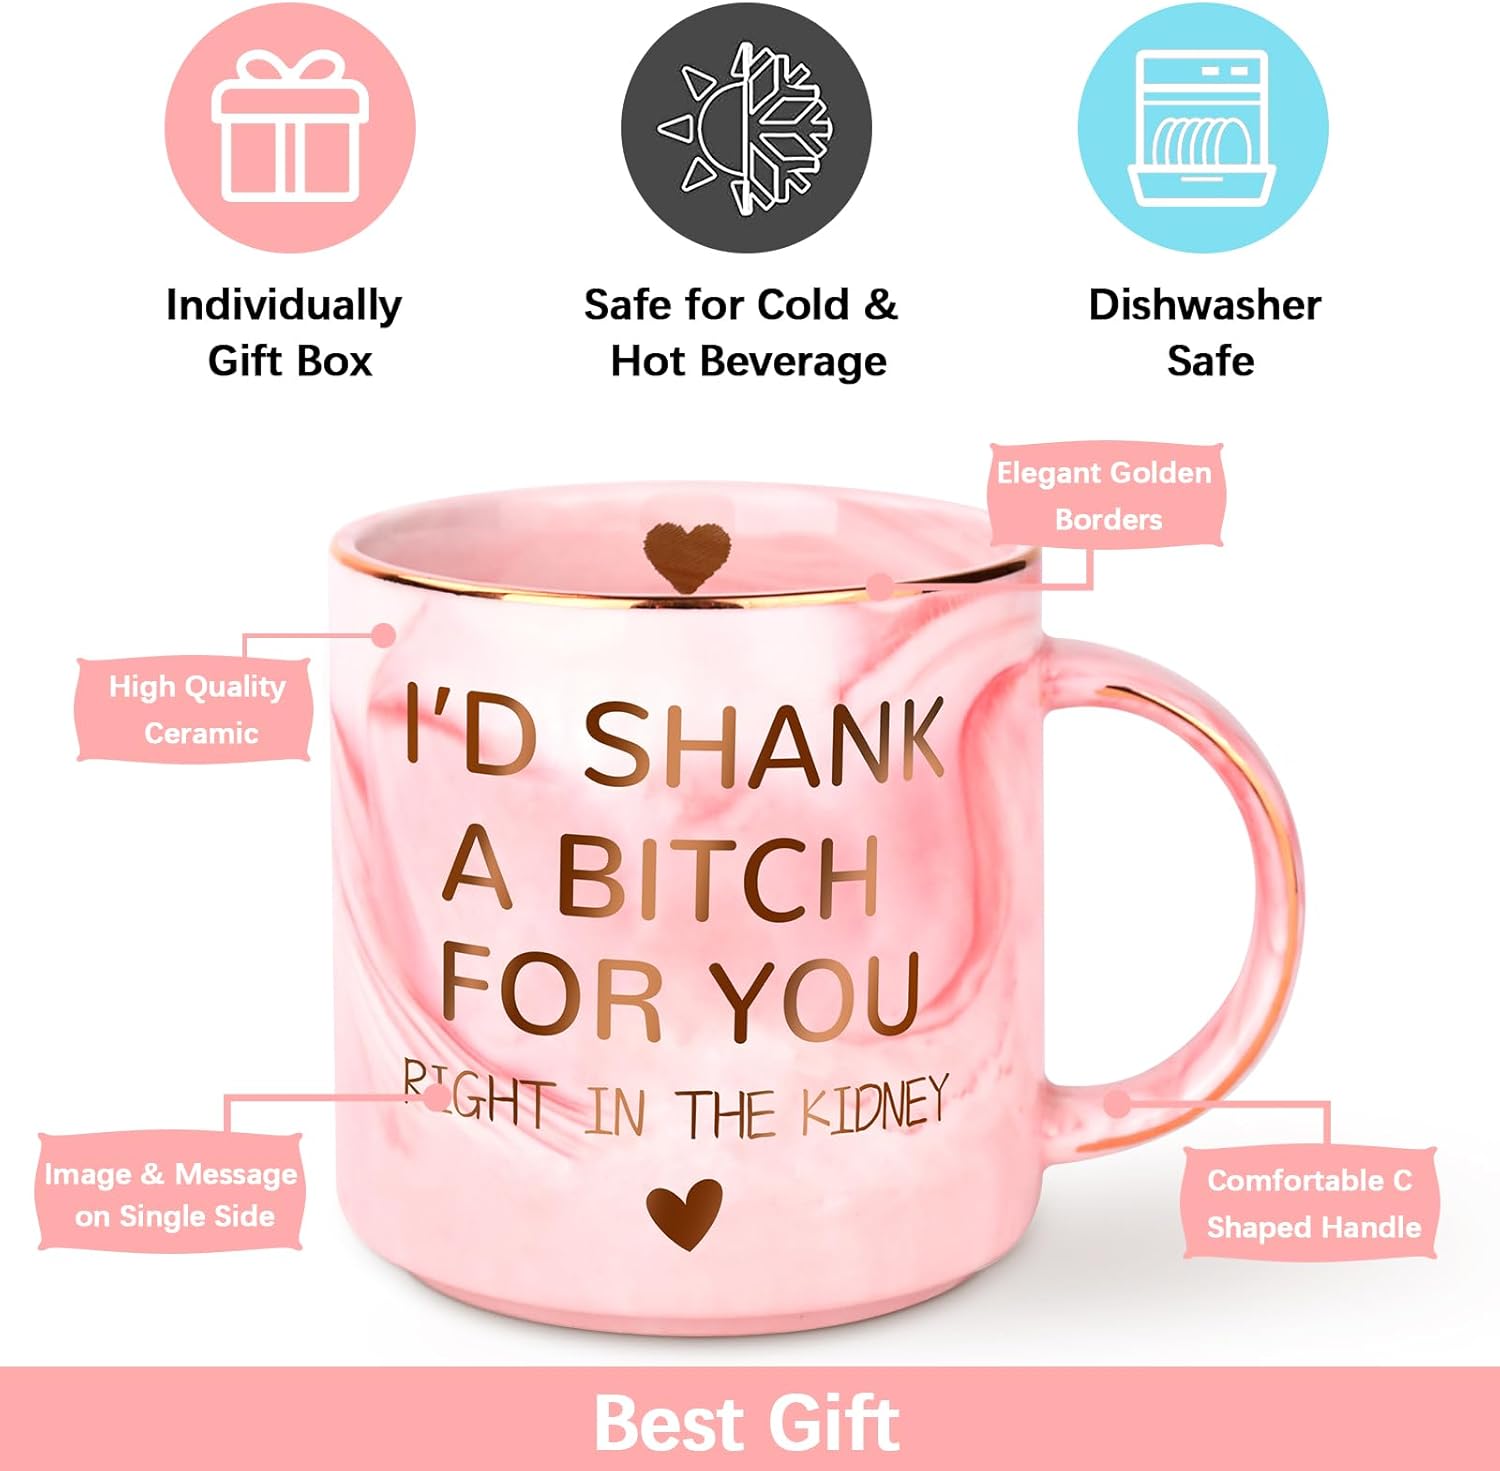 Individually
Gift Box
Safe for Cold &
Hot Beverage
Dishwasher
Safe
Elegant Golden
Borders
High Quality
Ceramic
I'D SHANK
A BITCH
FOR YOU
RIGHT IN THE KIDNEY
Image & Message
on Single Side
Comfortable C
Shaped Handle
Best Gift